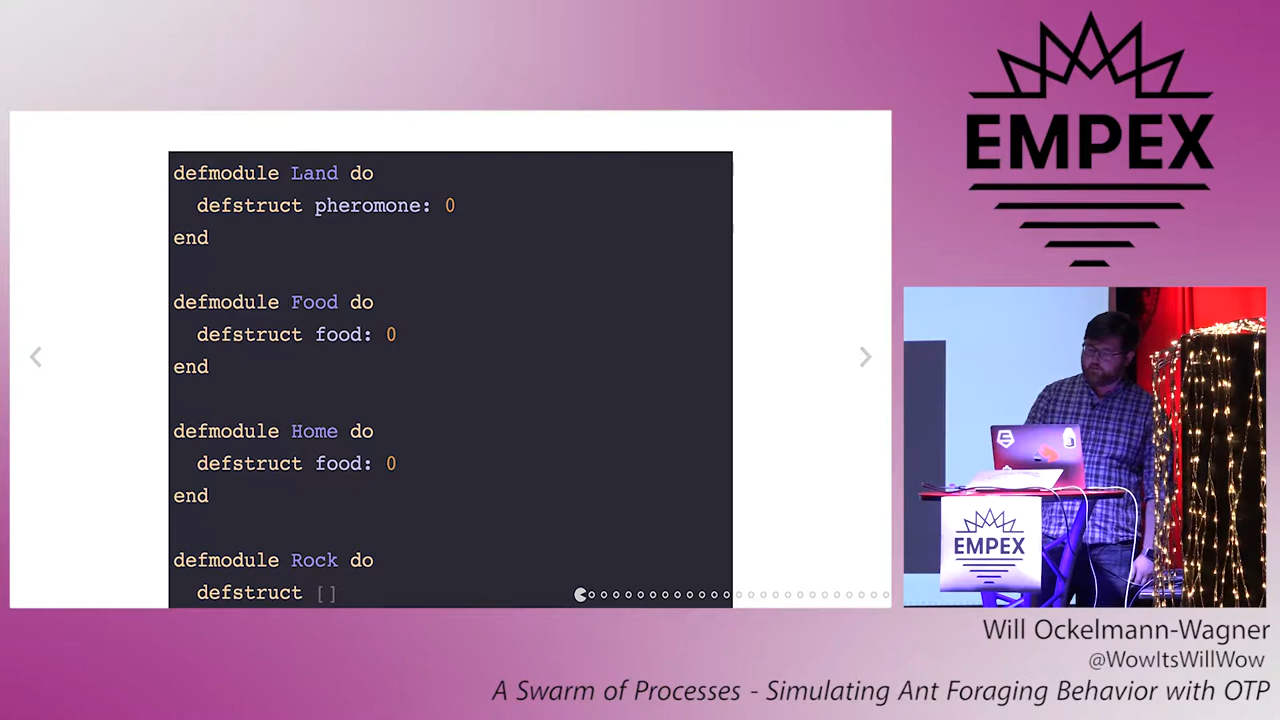 defmodule Land do
defstruct pheromone: 0
end
defmodule Food do
defstruct food: 0
end
defmodule Home do
defstruct food: 0
end
defmodule Rock do
defstruct []
EMPEX
EMPEX
Will Ockelmann-Wagner
@WowItsWillWow
A Swarm of Processes - Simulating Ant Foraging Behavior with OTP